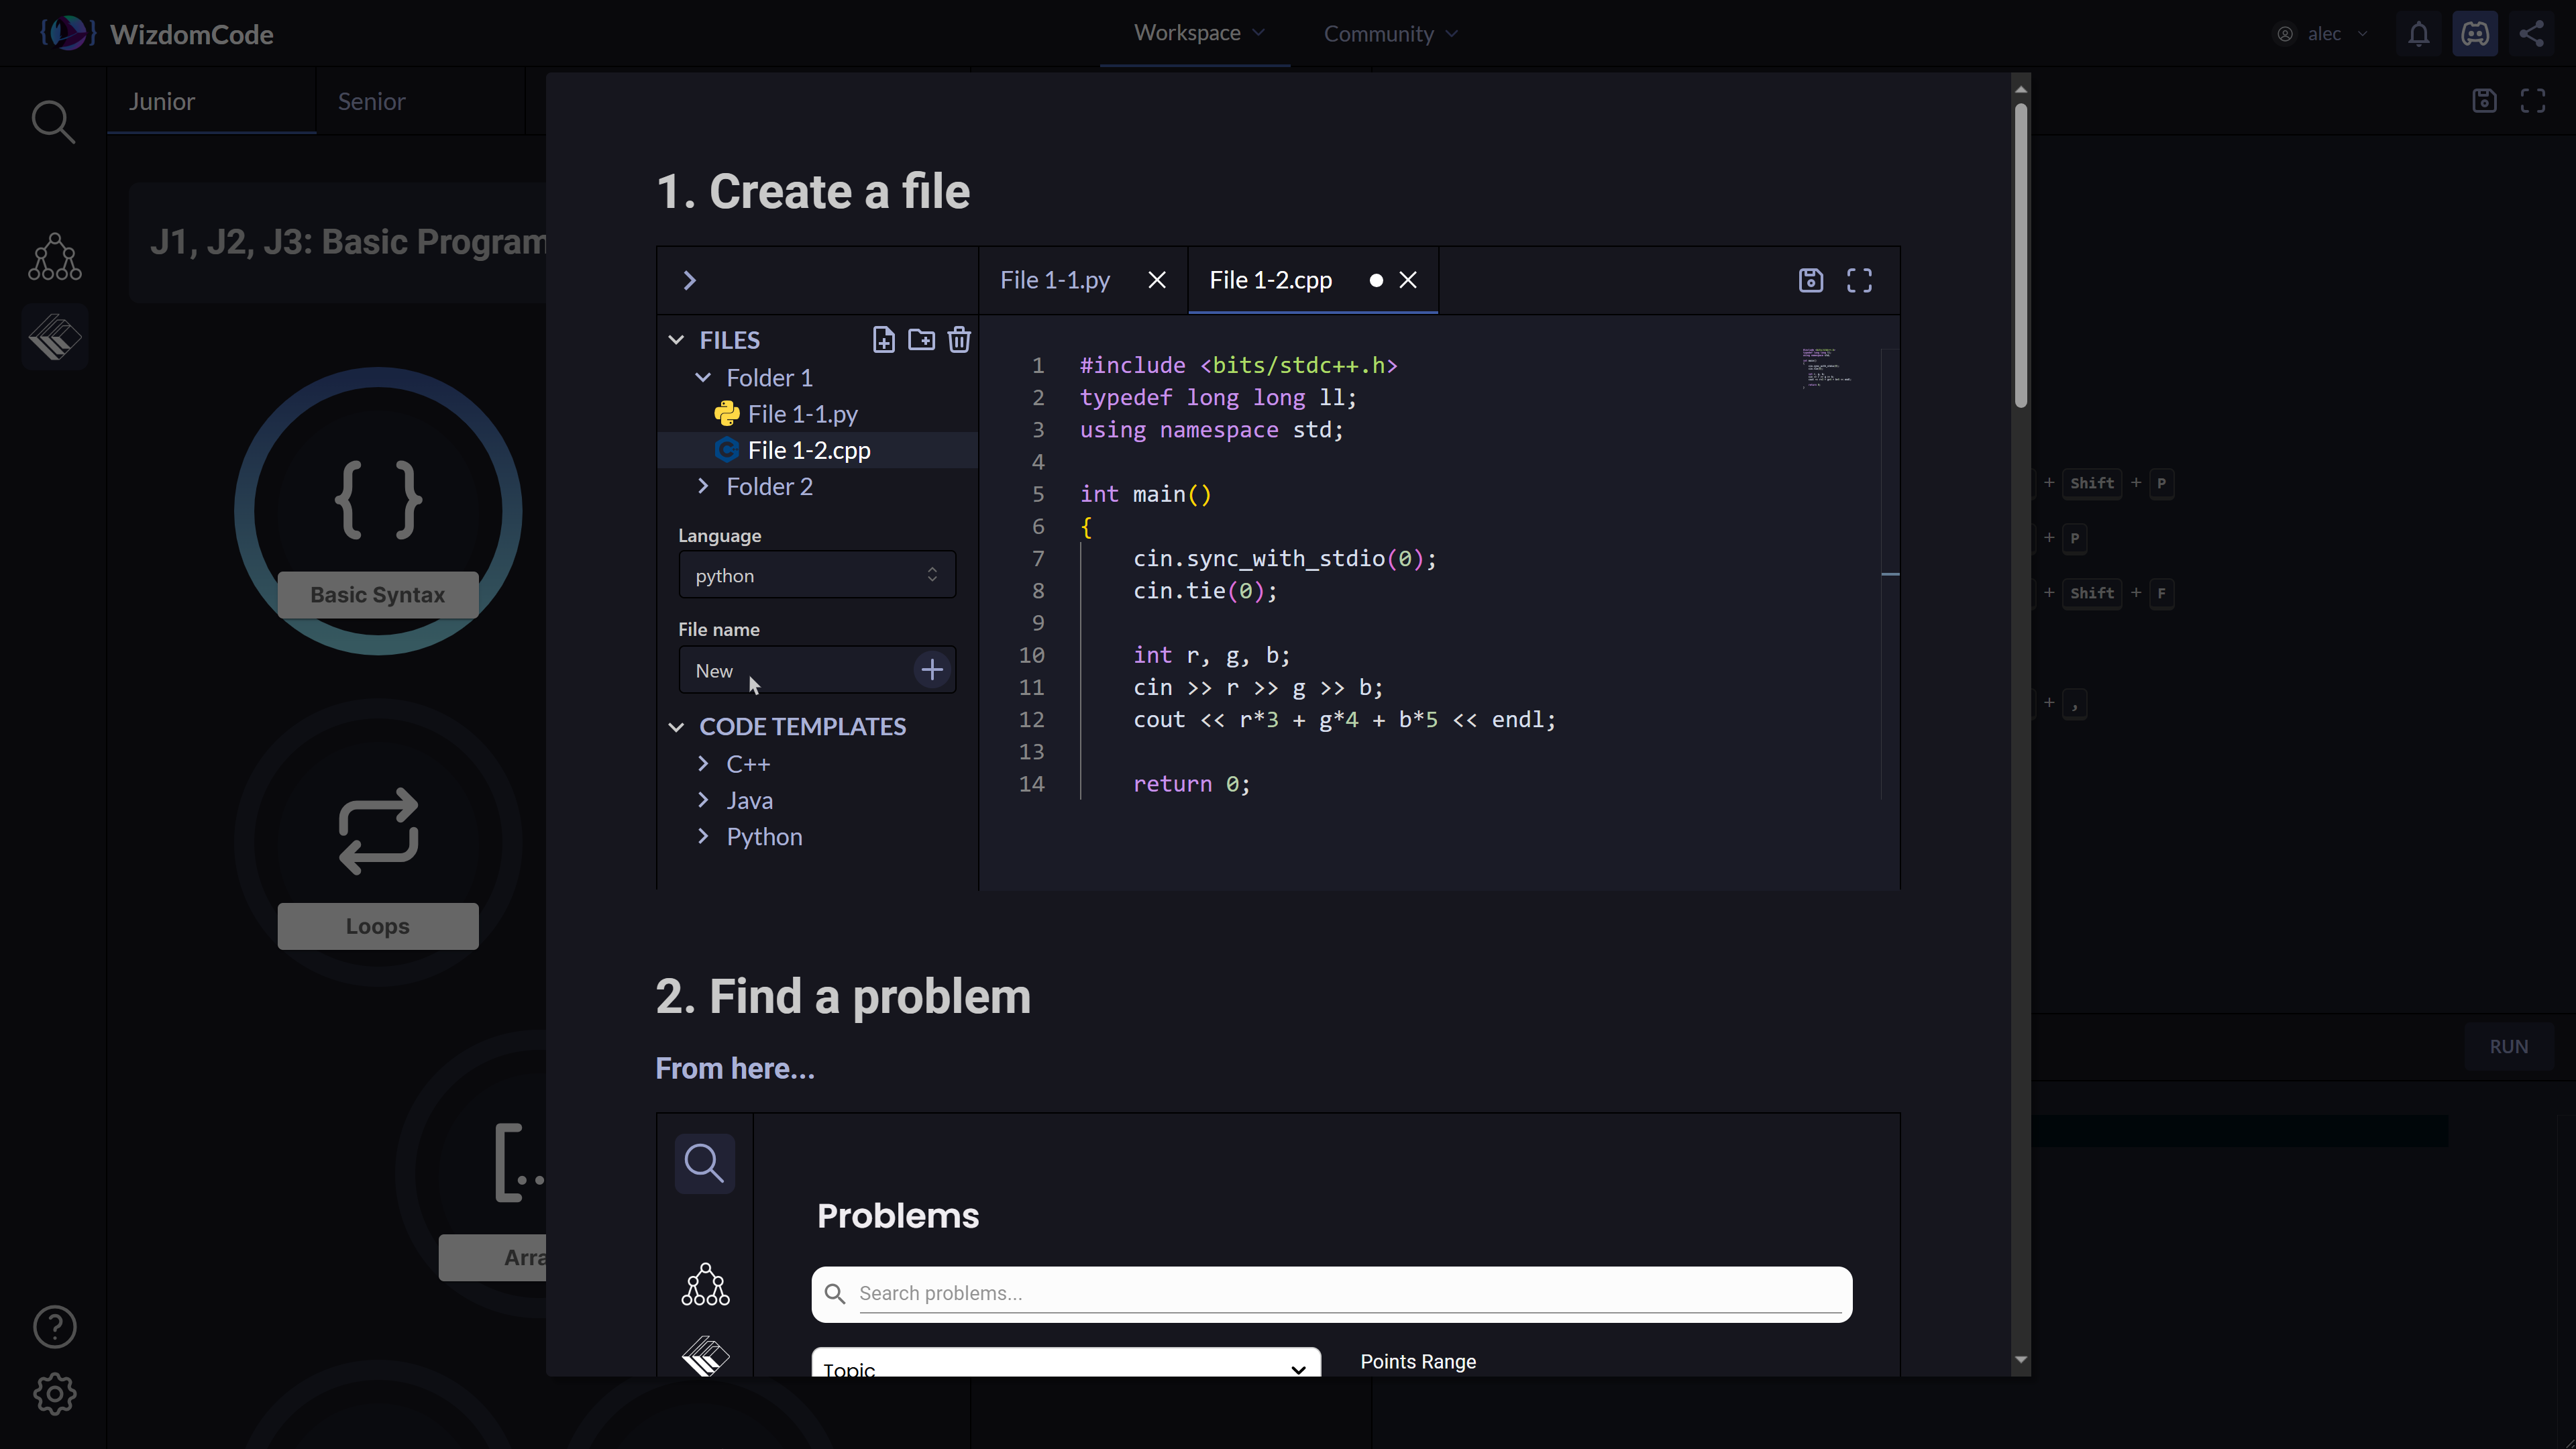 WizdomCode
Workspace
Community
alec
Junior
Senior
J1, J2, J3: Basic Program
Basic Syntax
Loops
Arra
1. Create a file
File 1-1.py
File 1-2.cpp
FILES
Folder 1
File 1-1.py
File 1-2.cpp
Folder 2
Language
python
File name
New
CODE TEMPLATES
C++
Java
Python
1 #include <bits/stdc++.h>
2 typedef long long ll;
3 using namespace std;
4
5 int main()
6 {
7 cin.sync_with_stdio(0);
8 cin.tie(0);
9
10 int r, g, b;
11 cin >> r >> g >> b;
12 cout << r*3 + g*4 + b*5 << endl;
13
14 return 0;
2. Find a problem
From here...
Problems
Search problems...
Topic
Points Range
+ Shift + P
+ P
+ Shift + F
+ ,
RUN